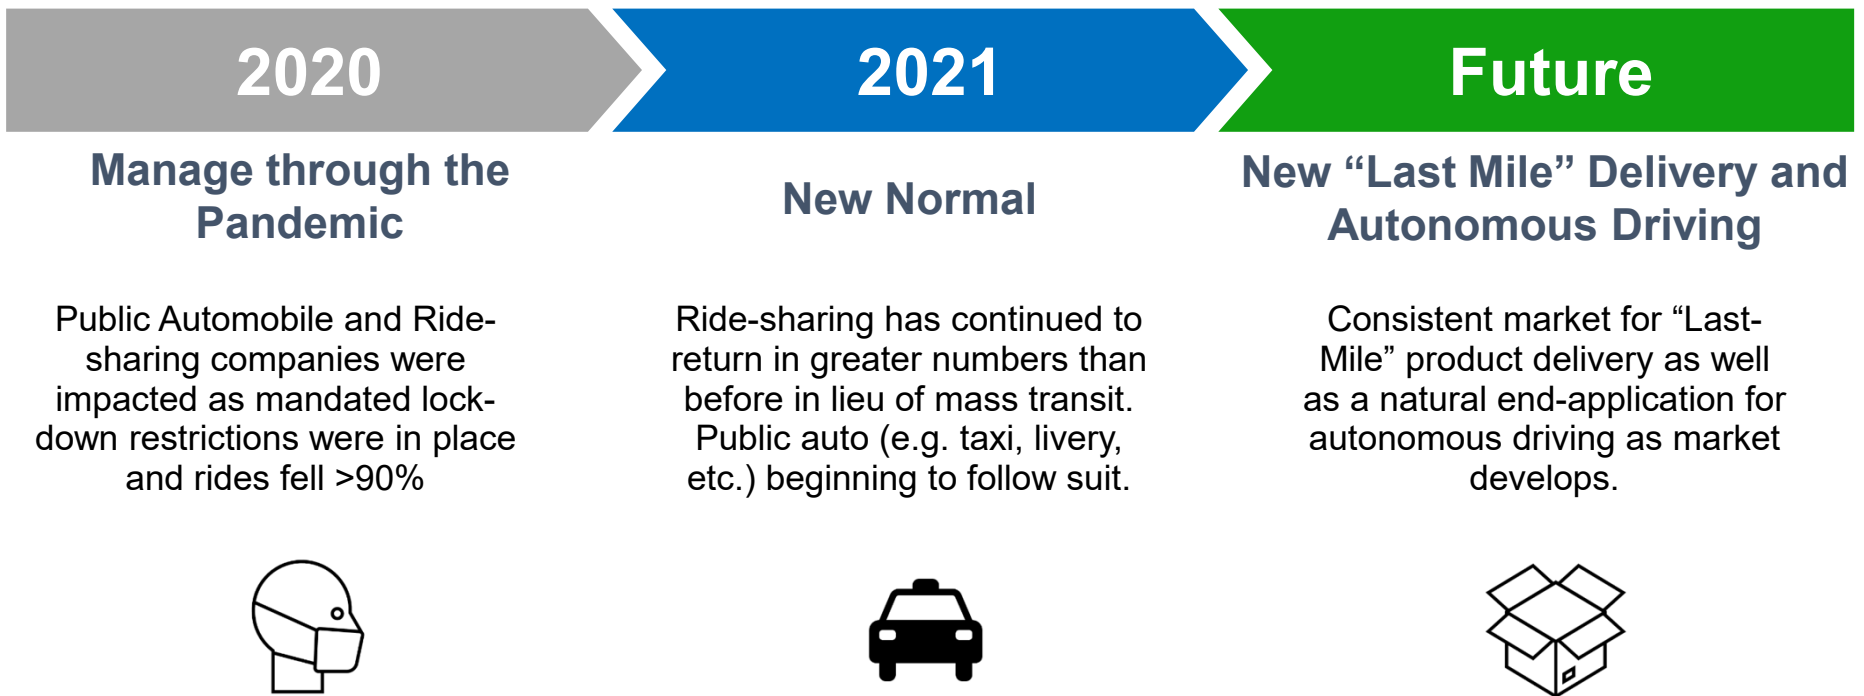 2020
2021
Future
Manage through the
Pandemic
New Normal
New “Last Mile” Delivery and
Autonomous Driving
Public Automobile and Ride-
sharing companies were
impacted as mandated lock-
down restrictions were in place
and rides fell >90%
Ride-sharing has continued to
return in greater numbers than
before in lieu of mass transit.
Public auto (e.g. taxi, livery,
etc.) beginning to follow suit.
Consistent market for “Last-
Mile” product delivery as well
as a natural end-application for
autonomous driving as market
develops.